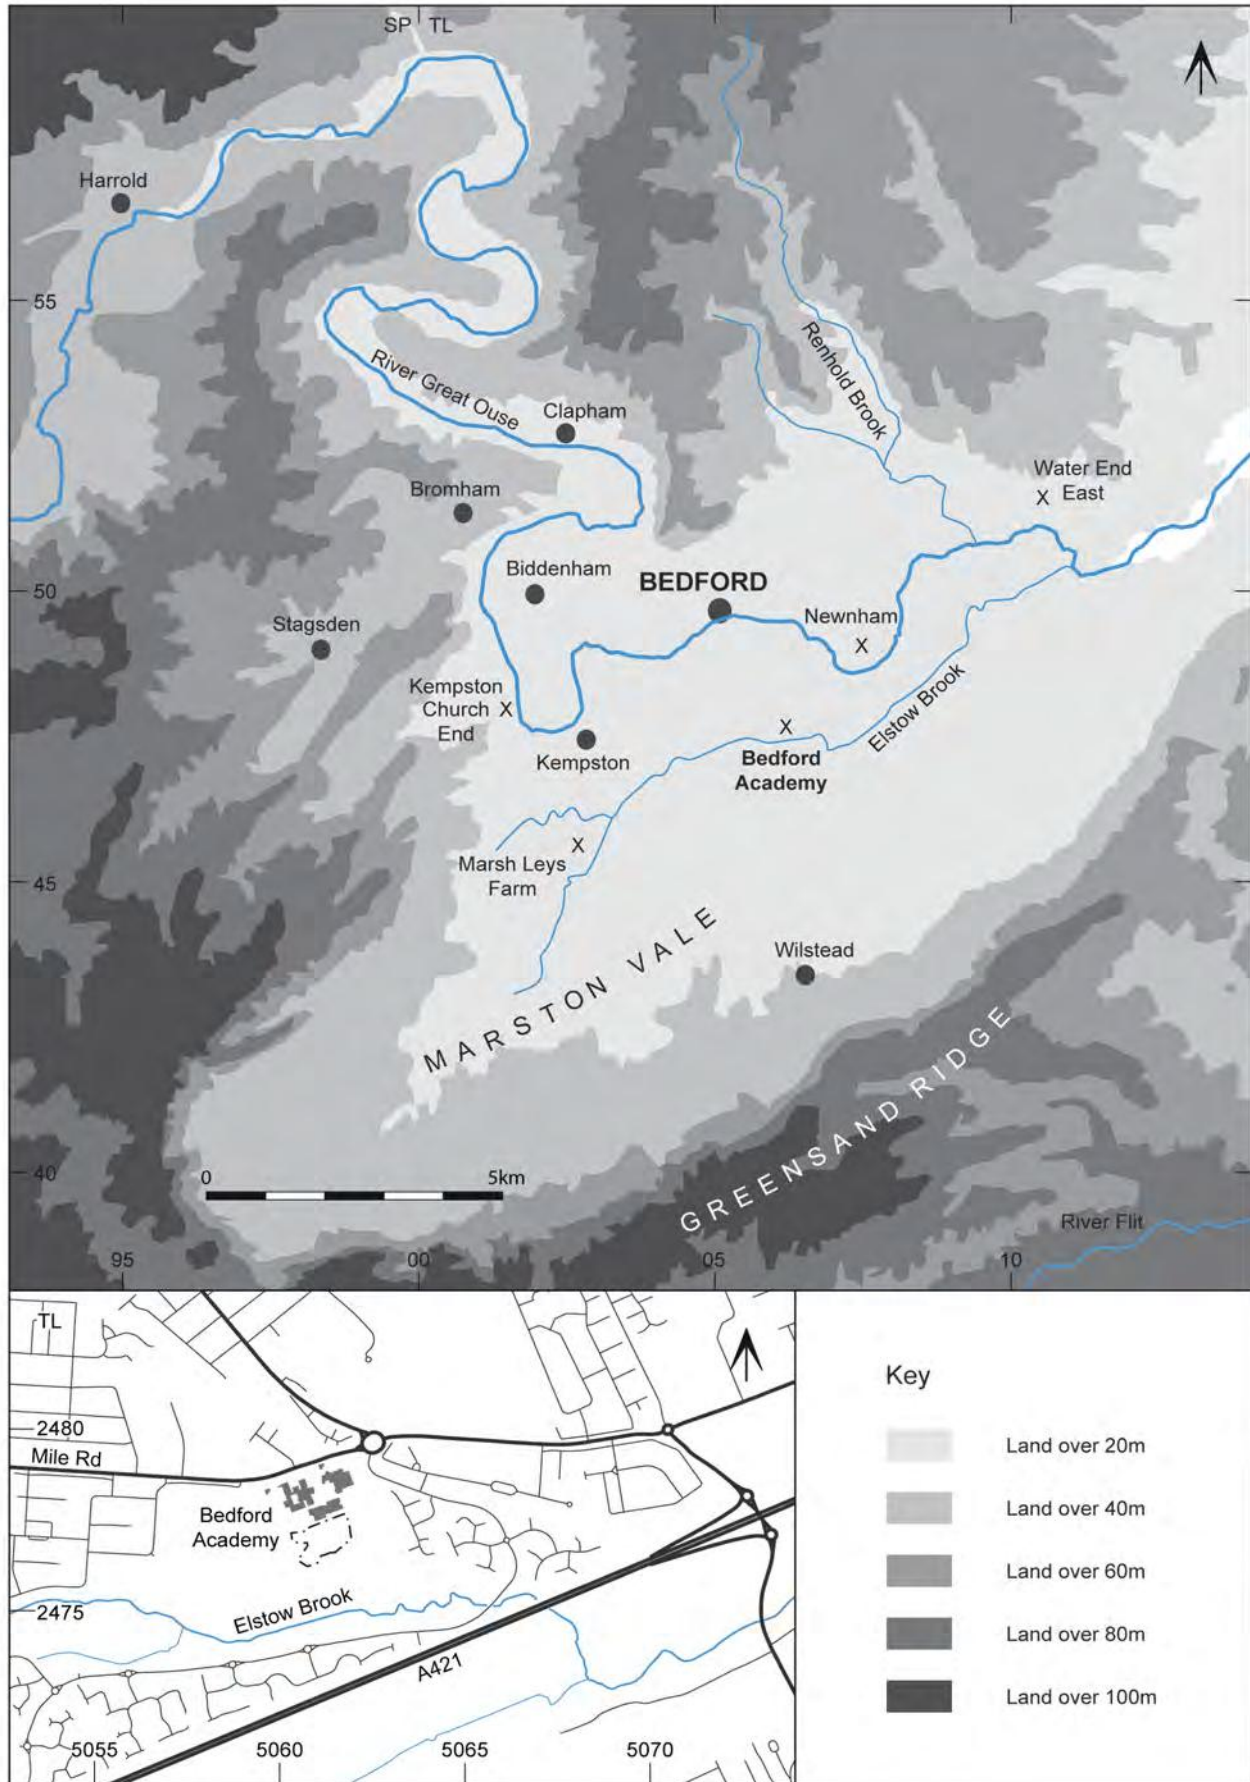 SP TL
Harrold
55
River Great Ouse
Renhold Brook
Clapham
Water End
East
Bromham
Biddenham
BEDFORD
50
Newnham
Stagsden
Kempston
Church
End
Elstow Brook
Kempston
Bedford
Academy
Marsh Leys
Farm
45
MARSTON VALE
Wilstead
GREENSAND RIDGE
40
0 5km
River Flit
95 00 05 10
TL
2480
Mile Rd
Bedford
Academy
2475
Elstow Brook
A421
5055 5060 5065 5070
Key
Land over 20m
Land over 40m
Land over 60m
Land over 80m
Land over 100m